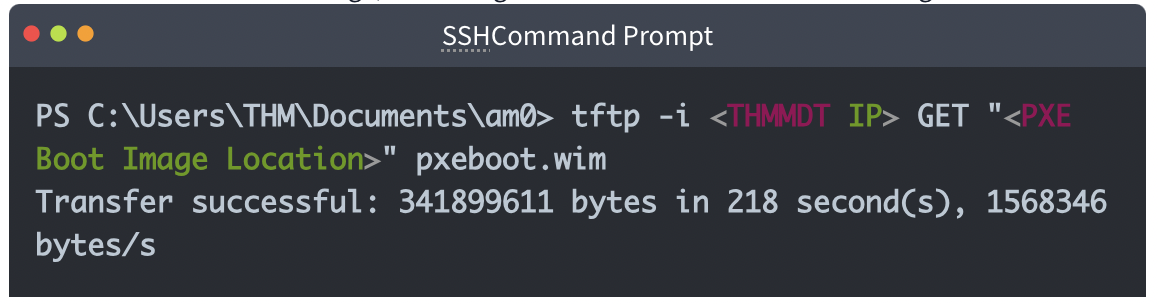 SSHCommand Prompt
PS C:\Users\THM\Documents\am0> tftp -i <THMMDT IP> GET "<PXE
Boot Image Location>" pxeboot.wim
Transfer successful: 341899611 bytes in 218 second(s), 1568346
bytes/s